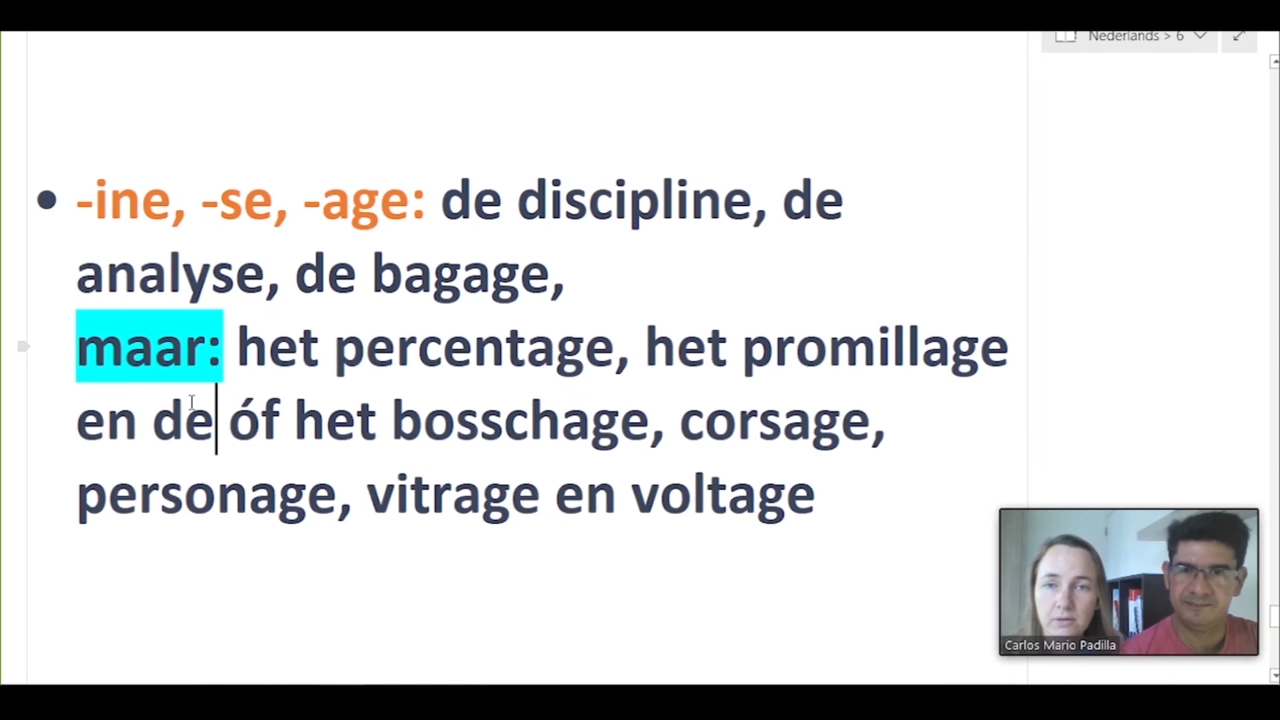 Nederlands > 6
• -ine, -se, -age: de discipline, de
analyse, de bagage,
maar: het percentage, het promillage
en de óf het bosschage, corsage,
personage, vitrage en voltage
Carlos Mario Padilla